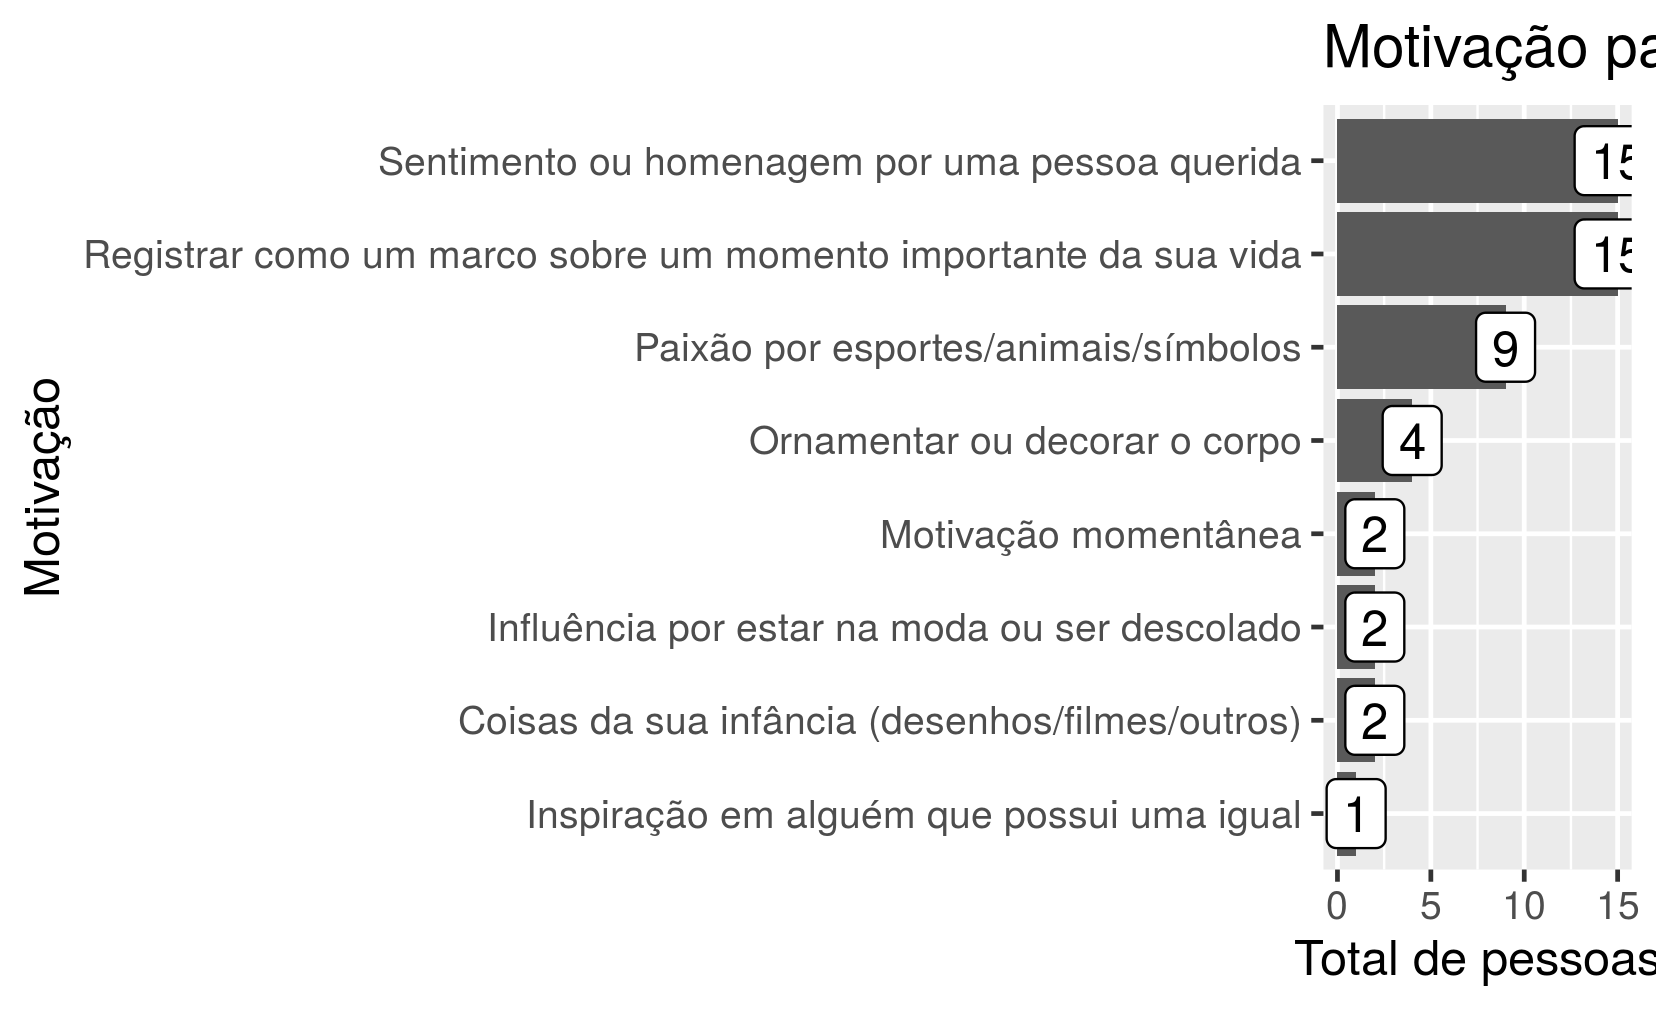 Motivação pa
Sentimento ou homenagem por uma pessoa querida
15
Registrar como um marco sobre um momento importante da sua vida
15
Paixão por esportes/animais/símbolos
9
Ornamentar ou decorar o corpo
4
Motivação momentânea
2
Influência por estar na moda ou ser descolado
2
Coisas da sua infância (desenhos/filmes/outros)
2
Inspiração em alguém que possui uma igual
1
Motivação
0 5 10 15
Total de pessoas